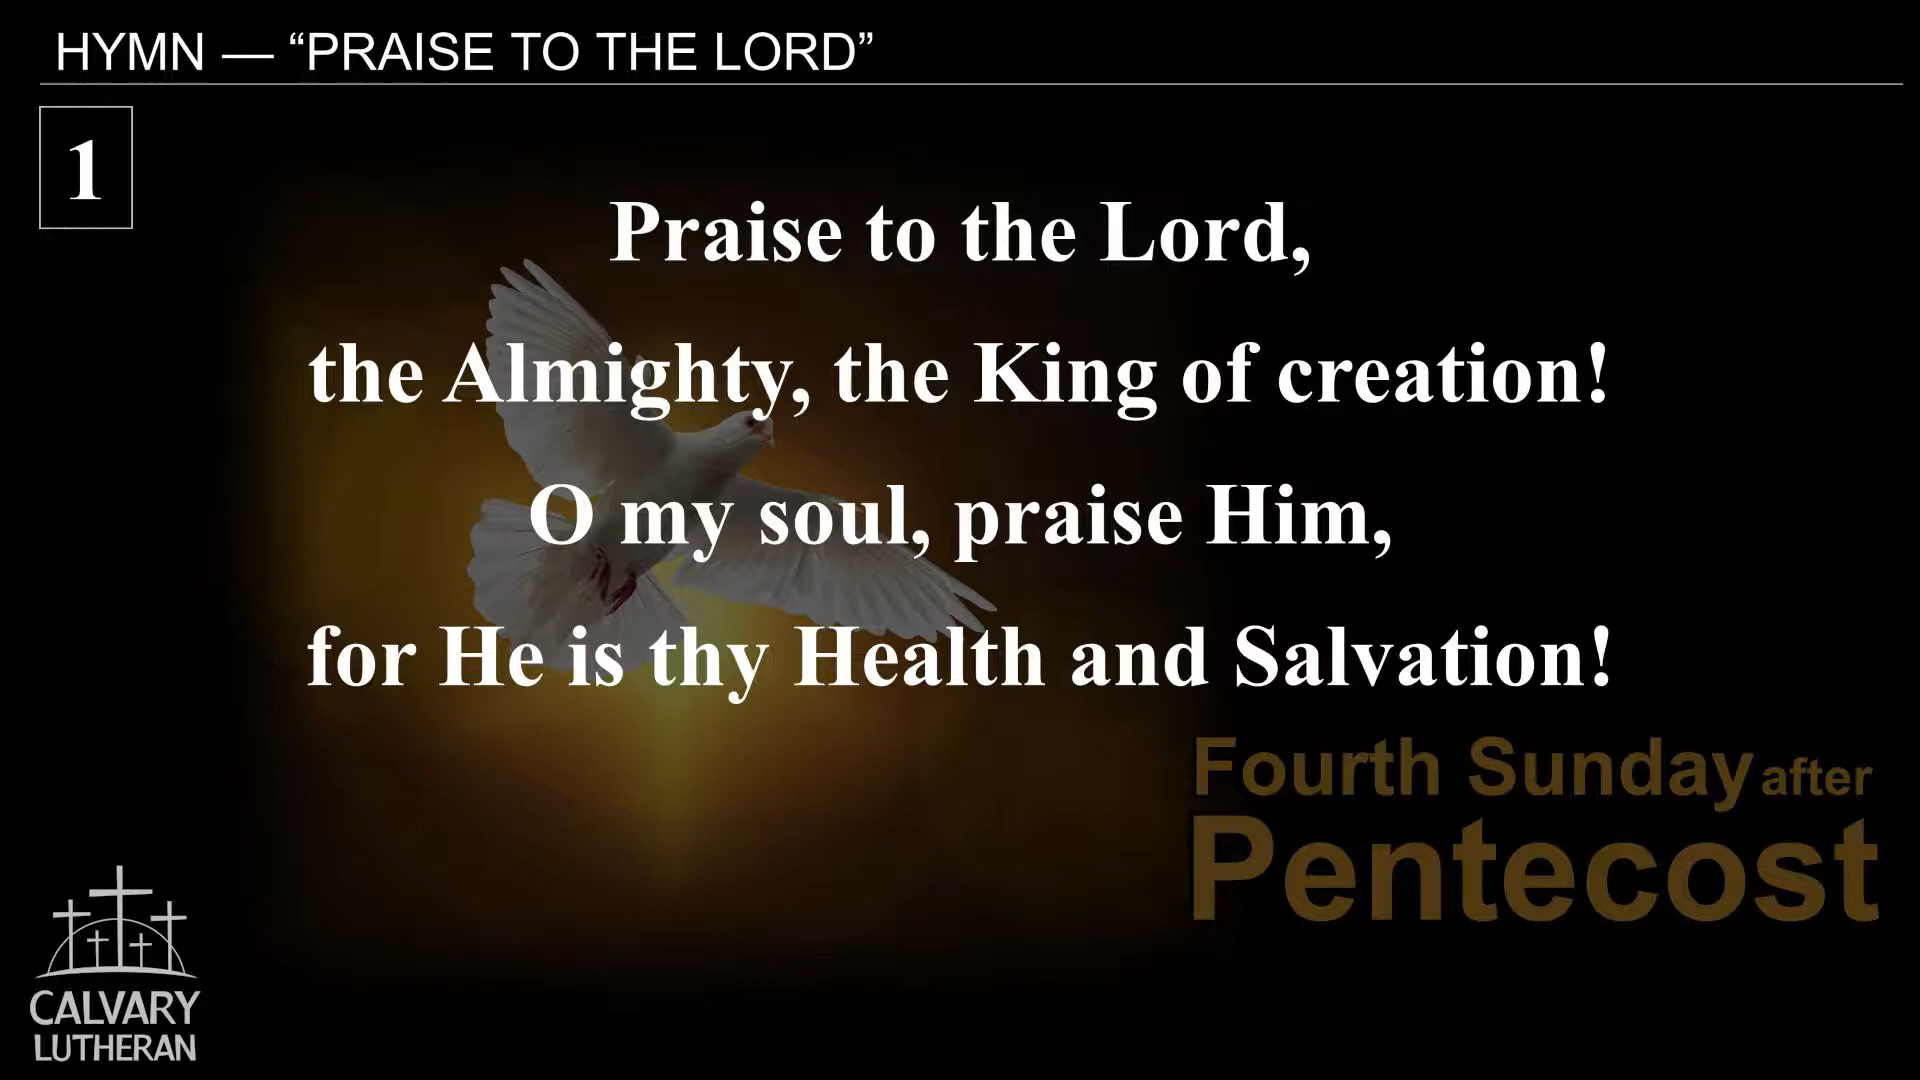 HYMN — “PRAISE TO THE LORD”
1
Praise to the Lord,
the Almighty, the King of creation!
O my soul, praise Him,
for He is thy Health and Salvation!
Fourth Sunday after
Pentecost
CALVARY
LUTHERAN